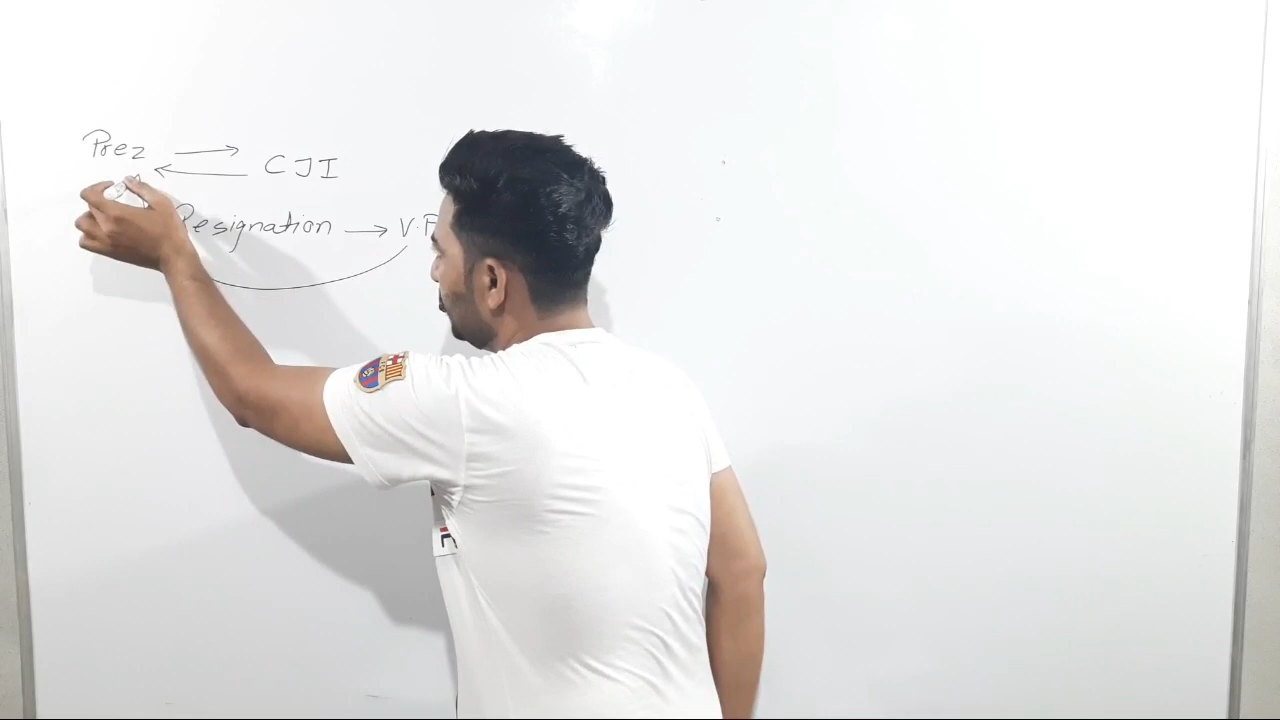 Prez → ← CJI
Resignation → V.P